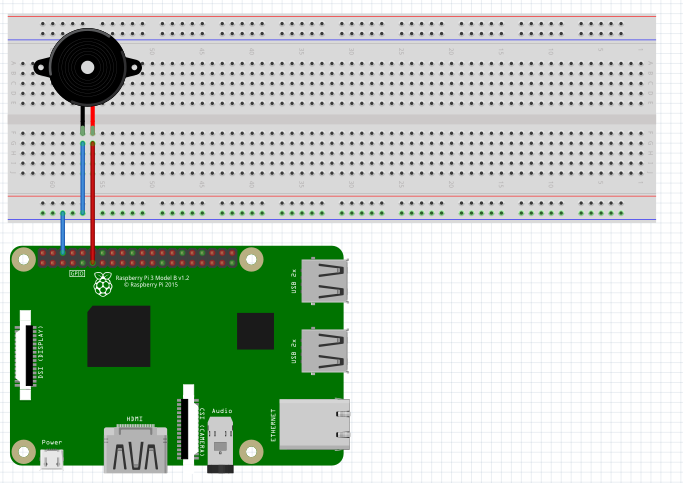 GPIO
Raspberry Pi 3 Model B v1.2
© Raspberry Pi 2015
USB 2x
USB 2x
DSI (DISPLAY)
HDMI
CSI (CAMERA)
Audio
ETHERNET
Power